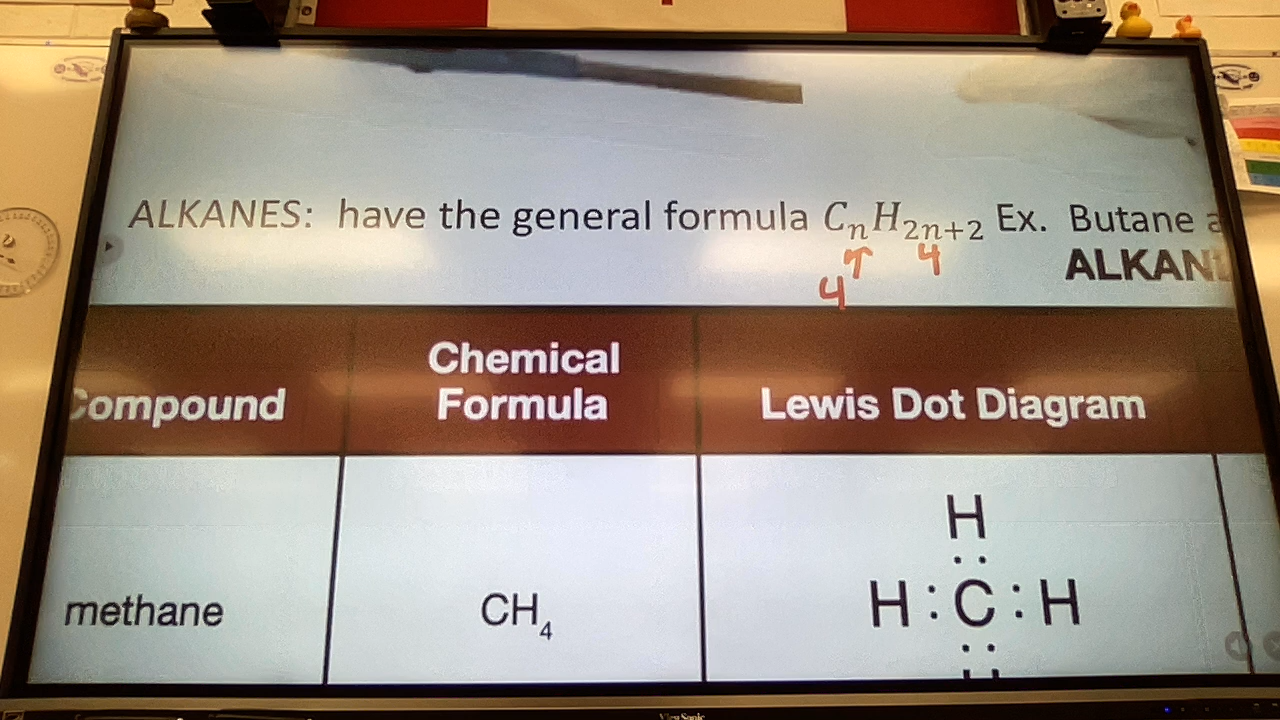 ALKANES: have the general formula CₙH₂ₙ₊₂ Ex. Butane
4 ↑ 4
ALKAN
Compound
Chemical
Formula
Lewis Dot Diagram
methane
CH₄
H
H : C : H
H
ViewSonic